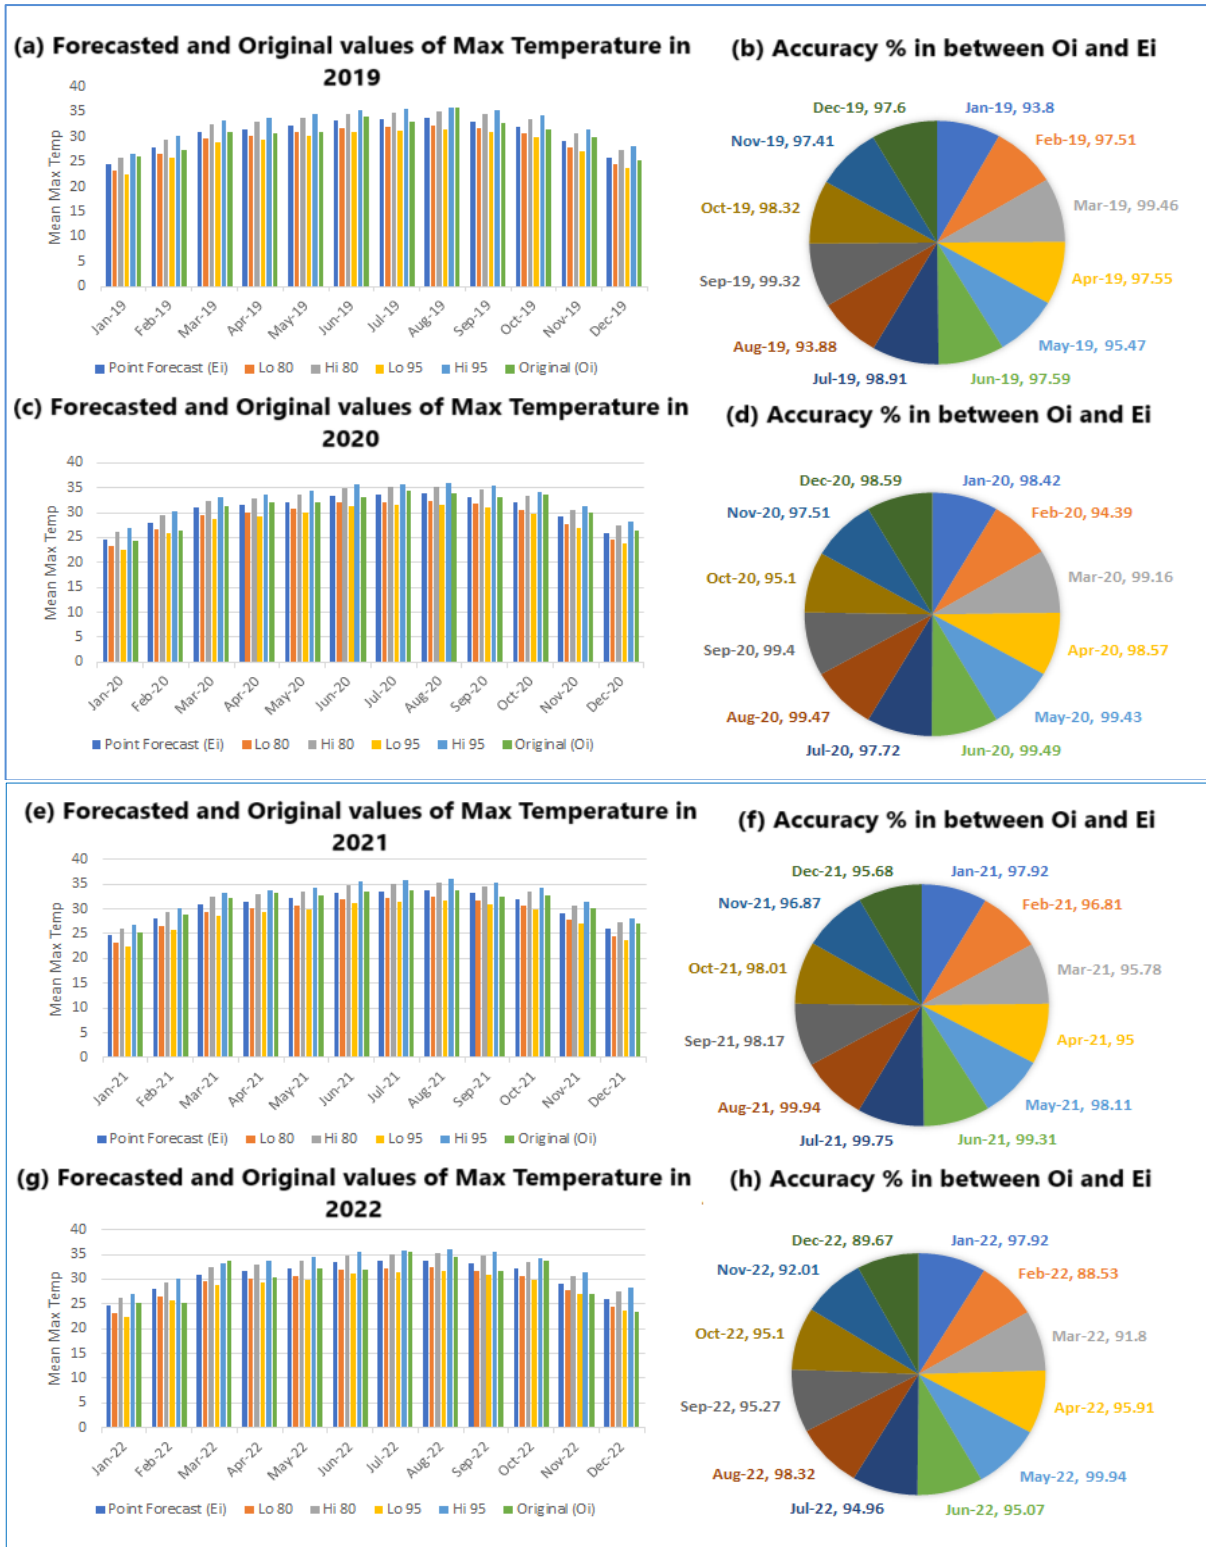 (a) Forecasted and Original values of Max Temperature in
2019
40
35
30
25
20
15
10
5
0
Mean Max Temp
Jan-19
Feb-19
Mar-19
Apr-19
May-19
Jun-19
Jul-19
Aug-19
Sep-19
Oct-19
Nov-19
Dec-19
Point Forecast (Ei) Lo 80 Hi 80 Lo 95 Hi 95 Original (Oi)
(b) Accuracy % in between Oi and Ei
Dec-19, 97.6
Jan-19, 93.8
Nov-19, 97.41
Feb-19, 97.51
Oct-19, 98.32
Mar-19, 99.46
Sep-19, 99.32
Apr-19, 97.55
Aug-19, 93.88
May-19, 95.47
Jul-19, 98.91
Jun-19, 97.59
(c) Forecasted and Original values of Max Temperature in
2020
40
35
30
25
20
15
10
5
0
Mean Max Temp
Jan-20
Feb-20
Mar-20
Apr-20
May-20
Jun-20
Jul-20
Aug-20
Sep-20
Oct-20
Nov-20
Dec-20
Point Forecast (Ei) Lo 80 Hi 80 Lo 95 Hi 95 Original (Oi)
(d) Accuracy % in between Oi and Ei
Dec-20, 98.59
Jan-20, 98.42
Nov-20, 97.51
Feb-20, 94.39
Oct-20, 95.1
Mar-20, 99.16
Sep-20, 99.4
Apr-20, 98.57
Aug-20, 99.47
May-20, 99.43
Jul-20, 97.72
Jun-20, 99.49
(e) Forecasted and Original values of Max Temperature in
2021
40
35
30
25
20
15
10
5
0
Mean Max Temp
Jan-21
Feb-21
Mar-21
Apr-21
May-21
Jun-21
Jul-21
Aug-21
Sep-21
Oct-21
Nov-21
Dec-21
Point Forecast (Ei) Lo 80 Hi 80 Lo 95 Hi 95 Original (Oi)
(f) Accuracy % in between Oi and Ei
Dec-21, 95.68
Jan-21, 97.92
Nov-21, 96.87
Feb-21, 96.81
Oct-21, 98.01
Mar-21, 95.78
Sep-21, 98.17
Apr-21, 95
Aug-21, 99.94
May-21, 98.11
Jul-21, 99.75
Jun-21, 99.31
(g) Forecasted and Original values of Max Temperature in
2022
40
35
30
25
20
15
10
5
0
Mean Max Temp
Jan-22
Feb-22
Mar-22
Apr-22
May-22
Jun-22
Jul-22
Aug-22
Sep-22
Oct-22
Nov-22
Dec-22
Point Forecast (Ei) Lo 80 Hi 80 Lo 95 Hi 95 Original (Oi)
(h) Accuracy % in between Oi and Ei
Dec-22, 89.67
Jan-22, 97.92
Nov-22, 92.01
Feb-22, 88.53
Oct-22, 95.1
Mar-22, 91.8
Sep-22, 95.27
Apr-22, 95.91
Aug-22, 98.32
May-22, 99.94
Jul-22, 94.96
Jun-22, 95.07